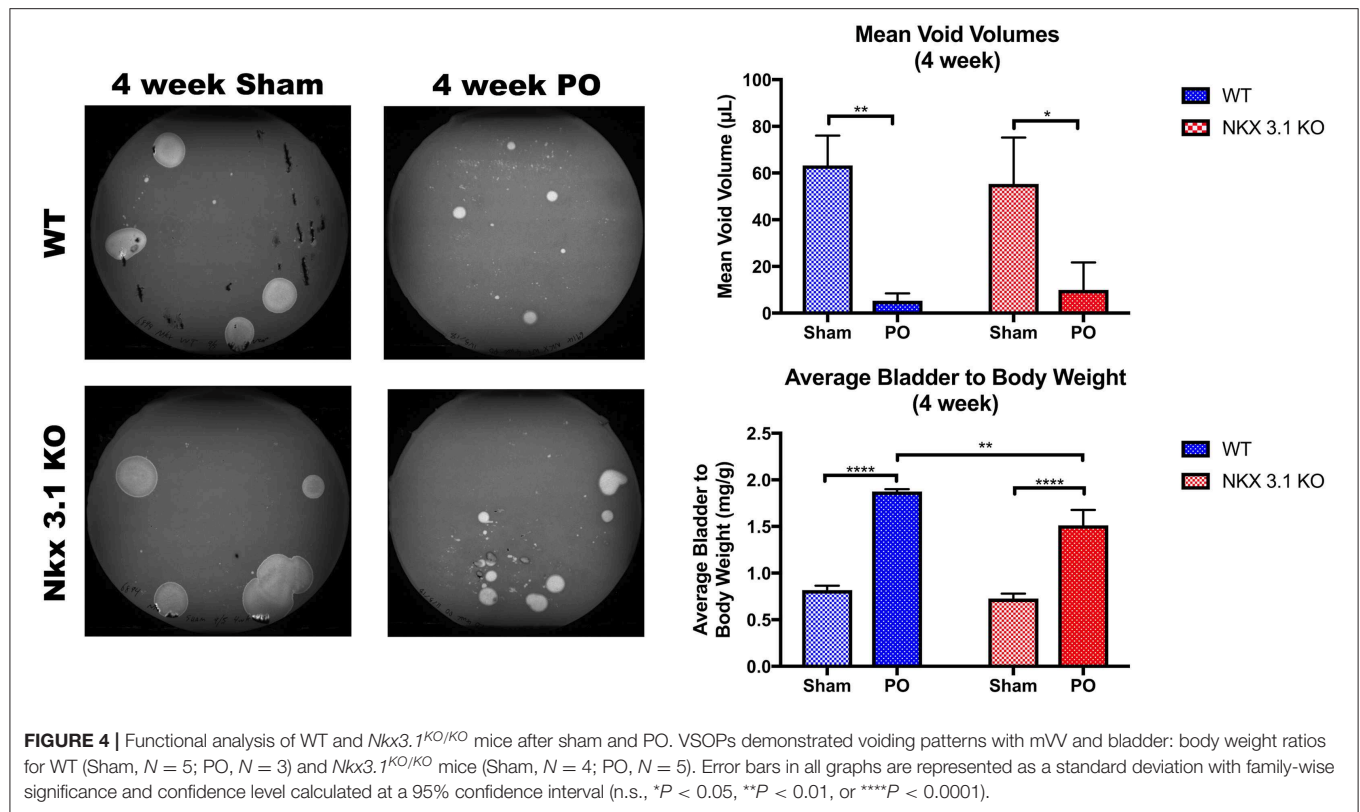 4 week Sham
4 week PO
WT
Nkx 3.1 KO
Mean Void Volumes
(4 week)
Mean Void Volume (µL)
100
80
60
40
20
0
**
*
Sham
PO
Sham
PO
WT
NKX 3.1 KO
Average Bladder to Body Weight
(4 week)
Average Bladder to
Body Weight (mg/g)
2.5
2.0
1.5
1.0
0.5
0.0
****
**
****
Sham
PO
Sham
PO
WT
NKX 3.1 KO
FIGURE 4 | Functional analysis of WT and Nkx3.1KO/KO mice after sham and PO. VSOPs demonstrated voiding patterns with mVV and bladder: body weight ratios
for WT (Sham, N = 5; PO, N = 3) and Nkx3.1KO/KO mice (Sham, N = 4; PO, N = 5). Error bars in all graphs are represented as a standard deviation with family-wise
significance and confidence level calculated at a 95% confidence interval (n.s., *P < 0.05, **P < 0.01, or ****P < 0.0001).